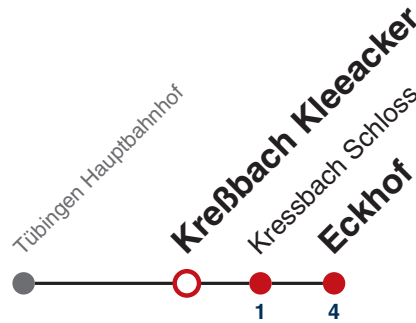 Tübingen Hauptbahnhof
Kreßbach Kleeacker
Kressbach Schloss
Eckhof
1
4